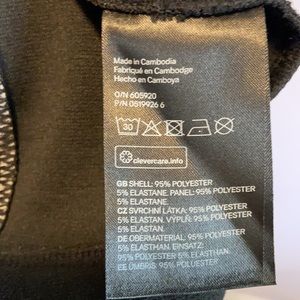 Made in Cambodia
Fabriqué en Cambodge
Hecho en Camboya
O/N 605920
P/N 0519926 6
30
clevercare.info
GB SHELL: 95% POLYESTER
5% ELASTANE. PANEL: 95% POLYESTER
5% ELASTANE.
CZ SVRCHNÍ LÁTKA: 95% POLYESTER
5% ELASTAN. VÝPLŇ: 95% POLYESTER
5% ELASTAN.
DE OBERMATERIAL: 95% POLYESTER
5% ELASTHAN. EINSATZ:
95% POLYESTER 5% ELASTHAN.
EE ÜMBRIS: 95% POLYESTER